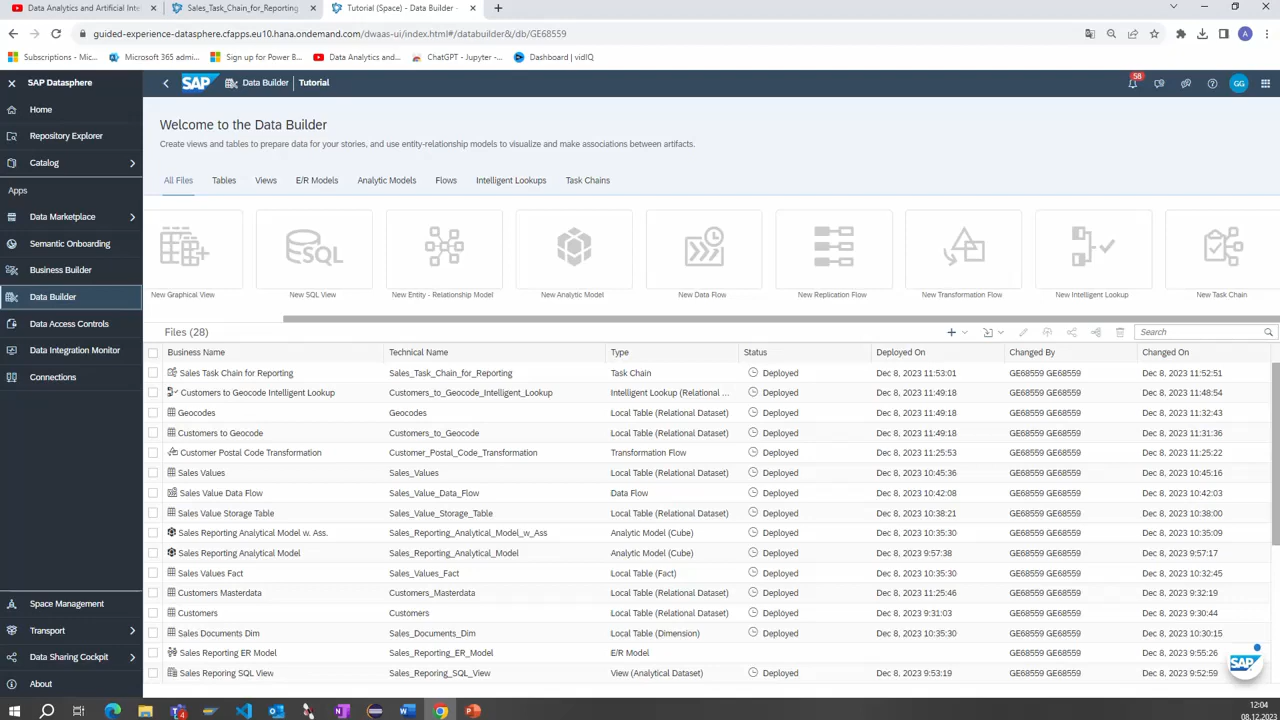 Data Analytics and Artificial Inte
Sales_Task_Chain_for_Reporting
Tutorial (Space) - Data Builder -
guided-experience-datasphere.cfapps.eu10.hana.ondemand.com/dwaas-ui/index.html#/databuilder&/db/GE68559
A
Subscriptions - Mic...
Microsoft 365 admi...
Sign up for Power B...
Data Analytics and...
ChatGPT - Jupyter -...
Dashboard | vidIQ
SAP Datasphere
SAP
Data Builder
Tutorial
58
GG
Home
Repository Explorer
Catalog
Apps
Data Marketplace
Semantic Onboarding
Business Builder
Data Builder
Data Access Controls
Data Integration Monitor
Connections
Space Management
Transport
Data Sharing Cockpit
About
Welcome to the Data Builder
Create views and tables to prepare data for your stories, and use entity-relationship models to visualize and make associations between artifacts.
All Files Tables Views E/R Models Analytic Models Flows Intelligent Lookups Task Chains
SQL
New Graphical View New SQL View New Entity - Relationship Model New Analytic Model New Data Flow New Replication Flow New Transformation Flow New Intelligent Lookup New Task Chain
Files (28)
Search
Business Name Technical Name Type Status Deployed On Changed By Changed On
Sales Task Chain for Reporting Sales_Task_Chain_for_Reporting Task Chain Deployed Dec 8, 2023 11:53:01 GE68559 GE68559 Dec 8, 2023 11:52:51
Customers to Geocode Intelligent Lookup Customers_to_Geocode_Intelligent_Lookup Intelligent Lookup (Relational ... Deployed Dec 8, 2023 11:49:18 GE68559 GE68559 Dec 8, 2023 11:48:54
Geocodes Geocodes Local Table (Relational Dataset) Deployed Dec 8, 2023 11:49:18 GE68559 GE68559 Dec 8, 2023 11:32:43
Customers to Geocode Customers_to_Geocode Local Table (Relational Dataset) Deployed Dec 8, 2023 11:49:18 GE68559 GE68559 Dec 8, 2023 11:31:36
Customer Postal Code Transformation Customer_Postal_Code_Transformation Transformation Flow Deployed Dec 8, 2023 11:25:53 GE68559 GE68559 Dec 8, 2023 11:25:22
Sales Values Sales_Values Local Table (Relational Dataset) Deployed Dec 8, 2023 10:45:36 GE68559 GE68559 Dec 8, 2023 10:45:16
Sales Value Data Flow Sales_Value_Data_Flow Data Flow Deployed Dec 8, 2023 10:42:08 GE68559 GE68559 Dec 8, 2023 10:42:03
Sales Value Storage Table Sales_Value_Storage_Table Local Table (Relational Dataset) Deployed Dec 8, 2023 10:38:21 GE68559 GE68559 Dec 8, 2023 10:38:00
Sales Reporting Analytical Model w. Ass. Sales_Reporting_Analytical_Model_w_Ass Analytic Model (Cube) Deployed Dec 8, 2023 10:35:30 GE68559 GE68559 Dec 8, 2023 10:35:09
Sales Reporting Analytical Model Sales_Reporting_Analytical_Model Analytic Model (Cube) Deployed Dec 8, 2023 9:57:38 GE68559 GE68559 Dec 8, 2023 9:57:17
Sales Values Fact Sales_Values_Fact Local Table (Fact) Deployed Dec 8, 2023 10:35:30 GE68559 GE68559 Dec 8, 2023 10:32:45
Customers Masterdata Customers_Masterdata Local Table (Relational Dataset) Deployed Dec 8, 2023 11:25:46 GE68559 GE68559 Dec 8, 2023 9:32:19
Customers Customers Local Table (Relational Dataset) Deployed Dec 8, 2023 9:31:03 GE68559 GE68559 Dec 8, 2023 9:30:44
Sales Documents Dim Sales_Documents_Dim Local Table (Dimension) Deployed Dec 8, 2023 10:35:30 GE68559 GE68559 Dec 8, 2023 10:30:15
Sales Reporting ER Model Sales_Reporting_ER_Model E/R Model GE68559 GE68559 Dec 8, 2023 9:55:26
Sales Reporing SQL View Sales_Reporing_SQL_View View (Analytical Dataset) Deployed Dec 8, 2023 9:53:19 GE68559 GE68559 Dec 8, 2023 9:52:59
SAP
12:04
08.12.2023